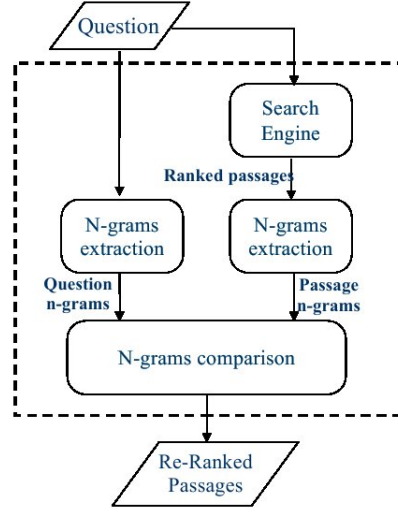 Question
Search
Engine
Ranked passages
N-grams
extraction
N-grams
extraction
Question
n-grams
Passage
n-grams
N-grams comparison
Re-Ranked
Passages